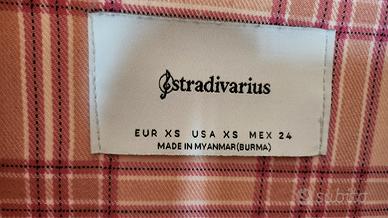 stradivarius
EUR XS USA XS MEX 24
MADE IN MYANMAR(BURMA)
subito